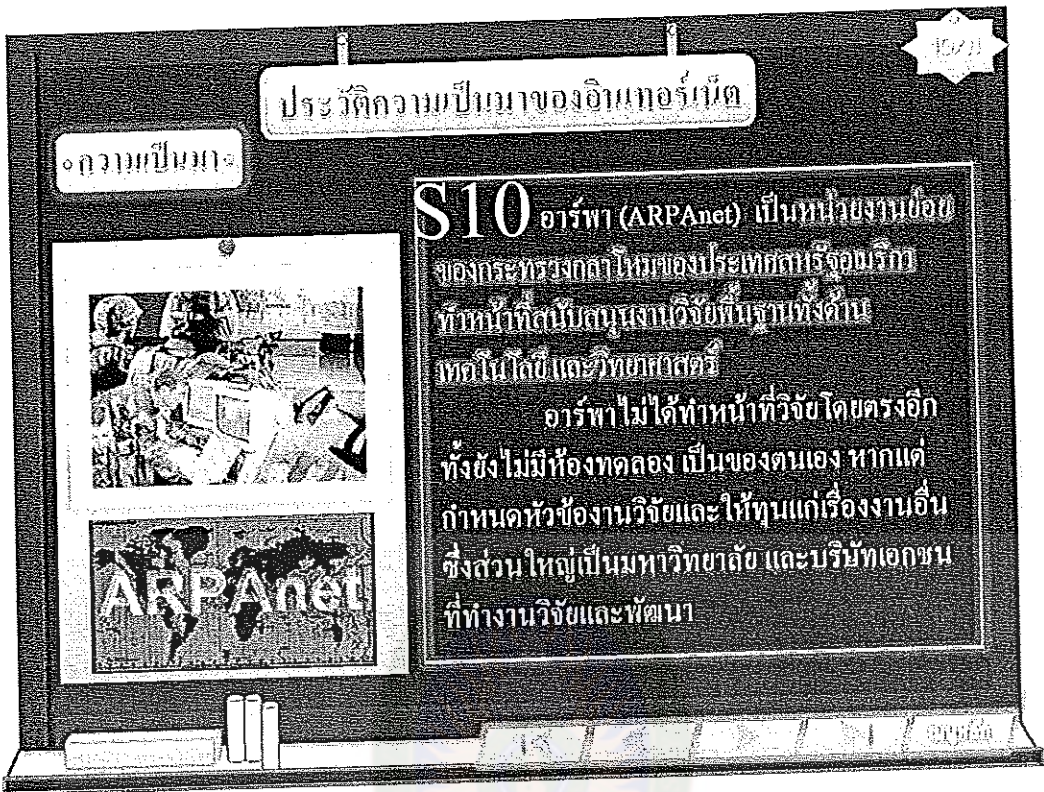 ประวัติความเป็นมาของอินเทอร์เน็ต
ความเป็นมา
S10 อาร์พา (ARPAnet) เป็นหน่วยงานย่อย
ของกระทรวงกลาโหมของประเทศสหรัฐอเมริกา
ทำหน้าที่สนับสนุนงานวิจัยพื้นฐานทั้งด้าน
เทคโนโลยี และวิทยาศาสตร์
อาร์พาไม่ได้ทำหน้าที่วิจัยโดยตรงอีก
ทั้งยังไม่มีห้องทดลอง เป็นของตนเอง หากแต่
กำหนดหัวข้องานวิจัยและให้ทุนแก่เรื่องงานอื่น
ซึ่งส่วนใหญ่เป็นมหาวิทยาลัย และบริษัทเอกชน
ที่ทำงานวิจัยและพัฒนา
ARPAnet